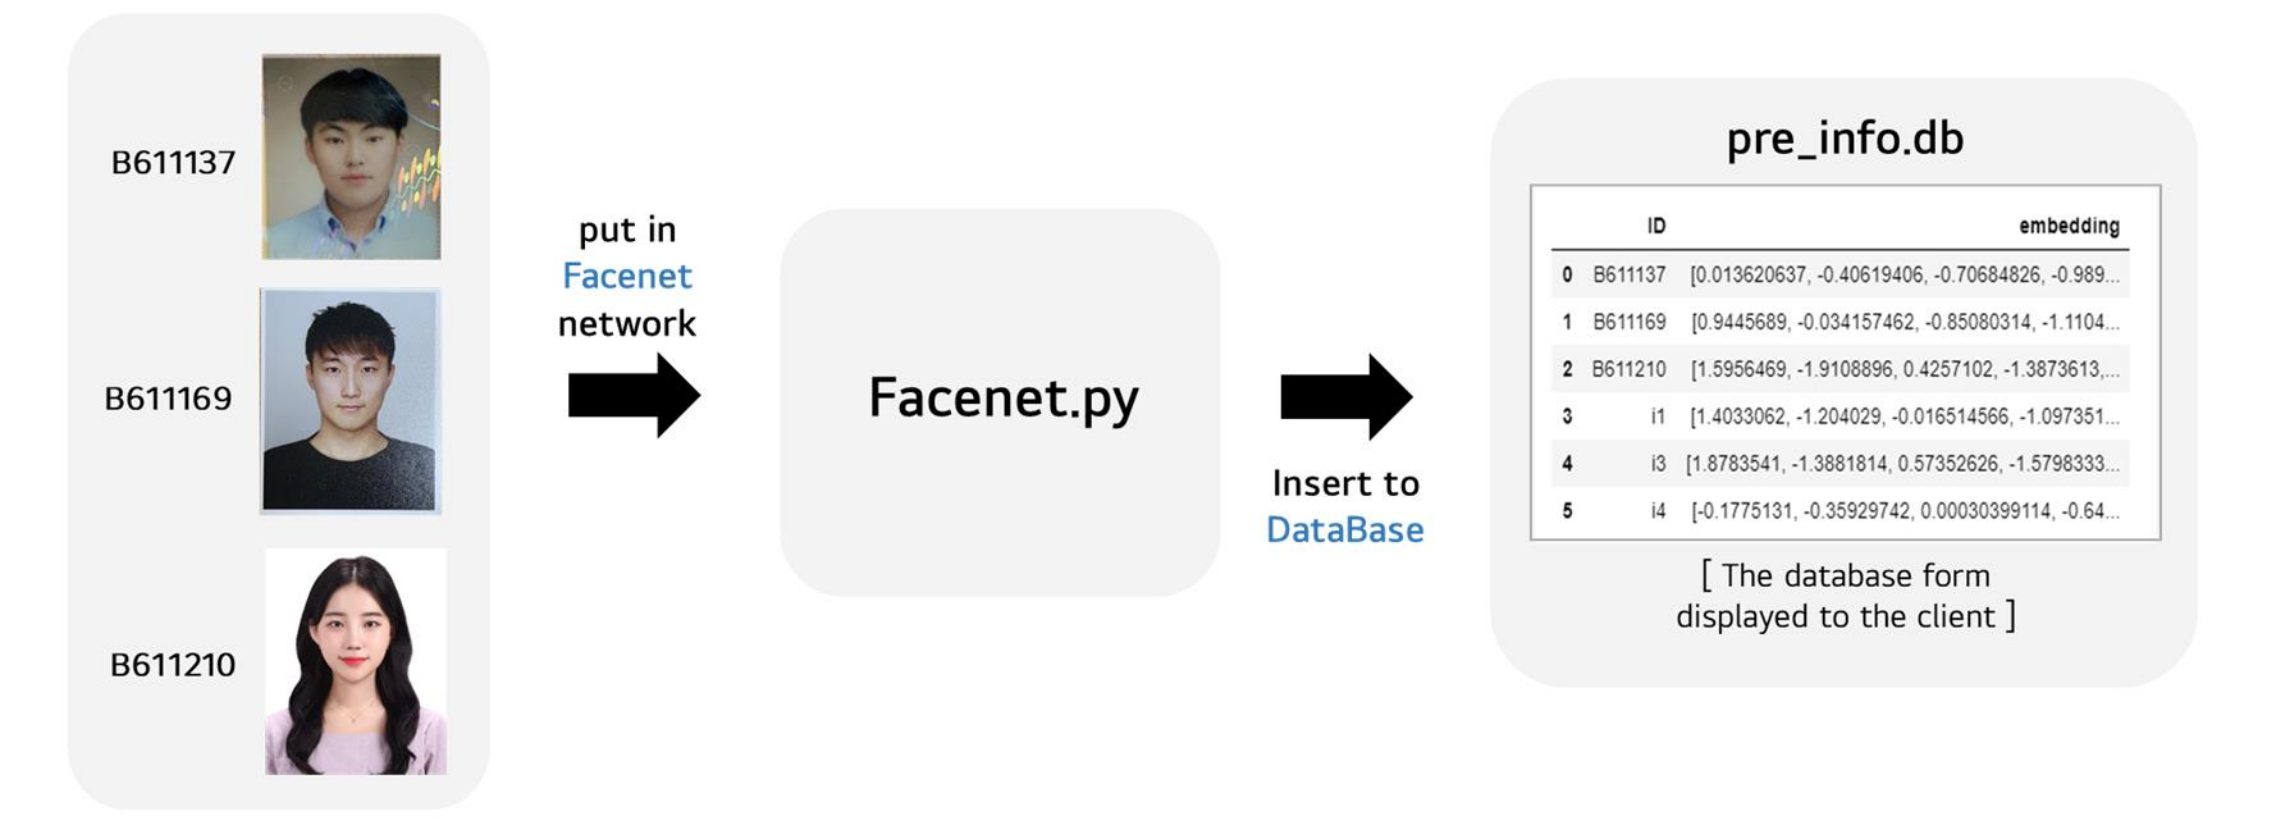 B611137
B611169
B611210
put in
Facenet
network
Facenet.py
Insert to
DataBase
pre_info.db
ID embedding
0 B611137 [0.013620637, -0.40619406, -0.70684826, -0.989...
1 B611169 [0.9445689, -0.034157462, -0.85080314, -1.1104...
2 B611210 [1.5956469, -1.9108896, 0.4257102, -1.3873613,...
3 i1 [1.4033062, -1.204029, -0.016514566, -1.097351...
4 i3 [1.8783541, -1.3881814, 0.57352626, -1.5798333...
5 i4 [-0.1775131, -0.35929742, 0.00030399114, -0.64...
[ The database form
displayed to the client ]